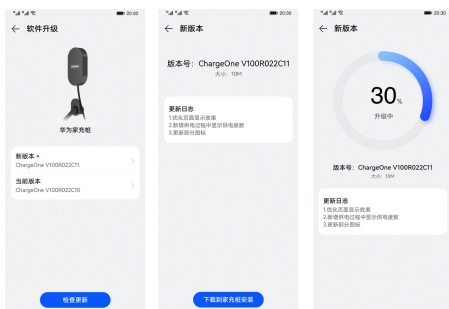 20:30
← 软件升级
华为家充桩
新版本
ChargeOne V100R022C11
当前版本
ChargeOne V100R022C10
检查更新
20:30
← 新版本
版本号: ChargeOne V100R022C11
大小: 10M
更新日志
1.优化页面显示效果
2.新增供电过程中显示供电度数
3.更新部分图标
下载到家充桩安装
20:30
← 新版本
30%
升级中
版本号: ChargeOne V100R022C11
大小: 10M
更新日志
1.优化页面显示效果
2.新增供电过程中显示供电度数
3.更新部分图标